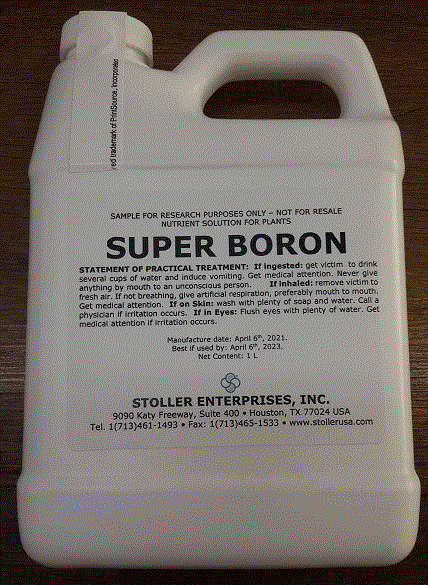 ed trademark of PrintSource, Incorporated
SAMPLE FOR RESEARCH PURPOSES ONLY – NOT FOR RESALE
NUTRIENT SOLUTION FOR PLANTS
SUPER BORON
STATEMENT OF PRACTICAL TREATMENT: If ingested: get victim to drink
several cups of water and induce vomiting. Get medical attention. Never give
anything by mouth to an unconscious person. If inhaled: remove victim to
fresh air. If not breathing, give artificial respiration, preferably mouth to mouth.
Get medical attention. If on Skin: wash with plenty of soap and water. Call a
physician if irritation occurs. If in Eyes: Flush eyes with plenty of water. Get
medical attention if irritation occurs.
Manufacture date: April 6th, 2021.
Best if used by: April 6th, 2023.
Net Content: 1 L
STOLLER ENTERPRISES, INC.
9090 Katy Freeway, Suite 400 • Houston, TX 77024 USA
Tel. 1(713)461-1493 • Fax: 1(713)465-1533 • www.stollerusa.com